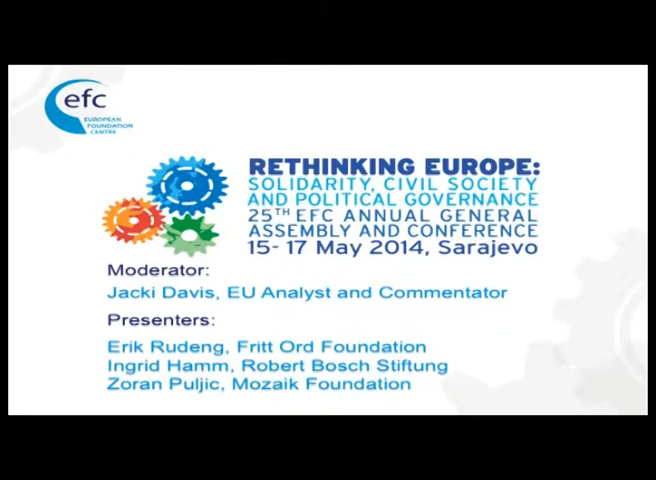 efc
EUROPEAN
FOUNDATION
CENTRE
RETHINKING EUROPE:
SOLIDARITY, CIVIL SOCIETY
AND POLITICAL GOVERNANCE
25TH EFC ANNUAL GENERAL
ASSEMBLY AND CONFERENCE
15- 17 May 2014, Sarajevo
Moderator:
Jacki Davis, EU Analyst and Commentator
Presenters:
Erik Rudeng, Fritt Ord Foundation
Ingrid Hamm, Robert Bosch Stiftung
Zoran Puljic, Mozaik Foundation